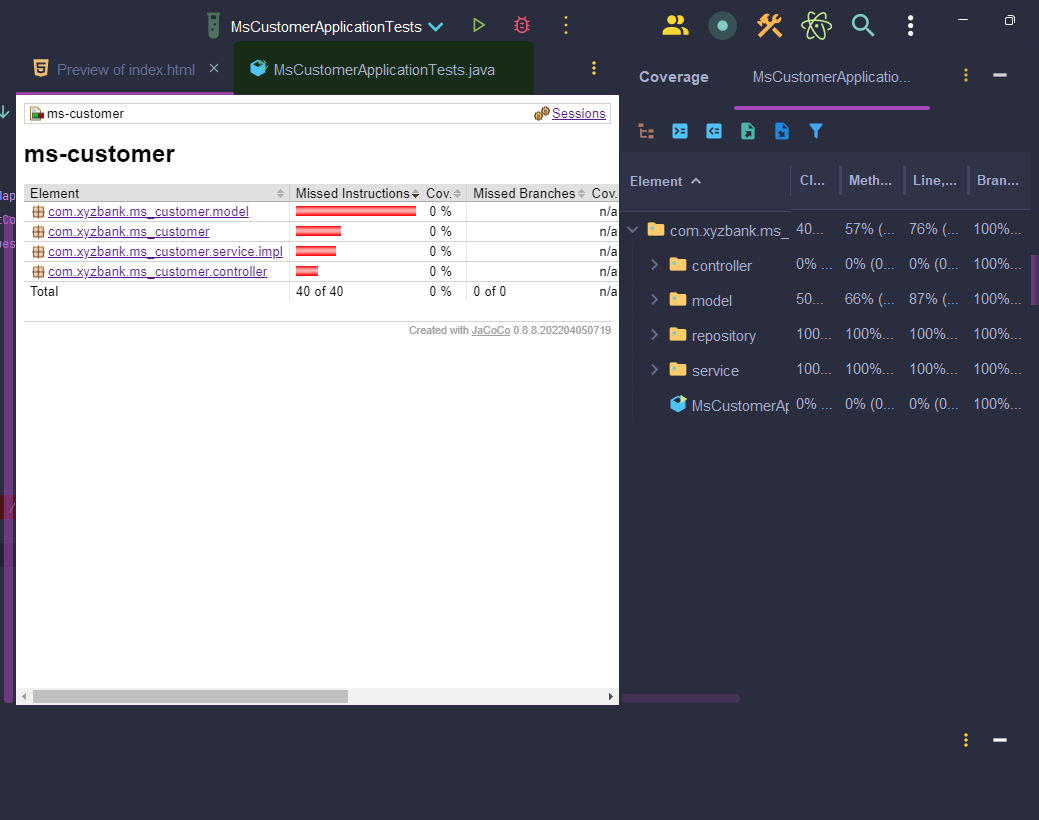 MsCustomerApplicationTests
Preview of index.html
MsCustomerApplicationTests.java
Coverage
MsCustomerApplicatio...
ms-customer
Sessions
ms-customer
Element Missed Instructions Cov. Missed Branches Cov.
com.xyzbank.ms_customer.model 0 % n/a
com.xyzbank.ms_customer 0 % n/a
com.xyzbank.ms_customer.service.impl 0 % n/a
com.xyzbank.ms_customer.controller 0 % n/a
Total 40 of 40 0 % 0 of 0 n/a
Created with JaCoCo 0.8.8.202204050719
Element Cl... Meth... Line,... Bran...
com.xyzbank.ms_ 40... 57% (... 76% (... 100%...
controller 0% ... 0% (0... 0% (0... 100%...
model 50... 66% (... 87% (... 100%...
repository 100... 100%... 100%... 100%...
service 100... 100%... 100%... 100%...
MsCustomerAp 0% ... 0% (0... 0% (0... 100%...